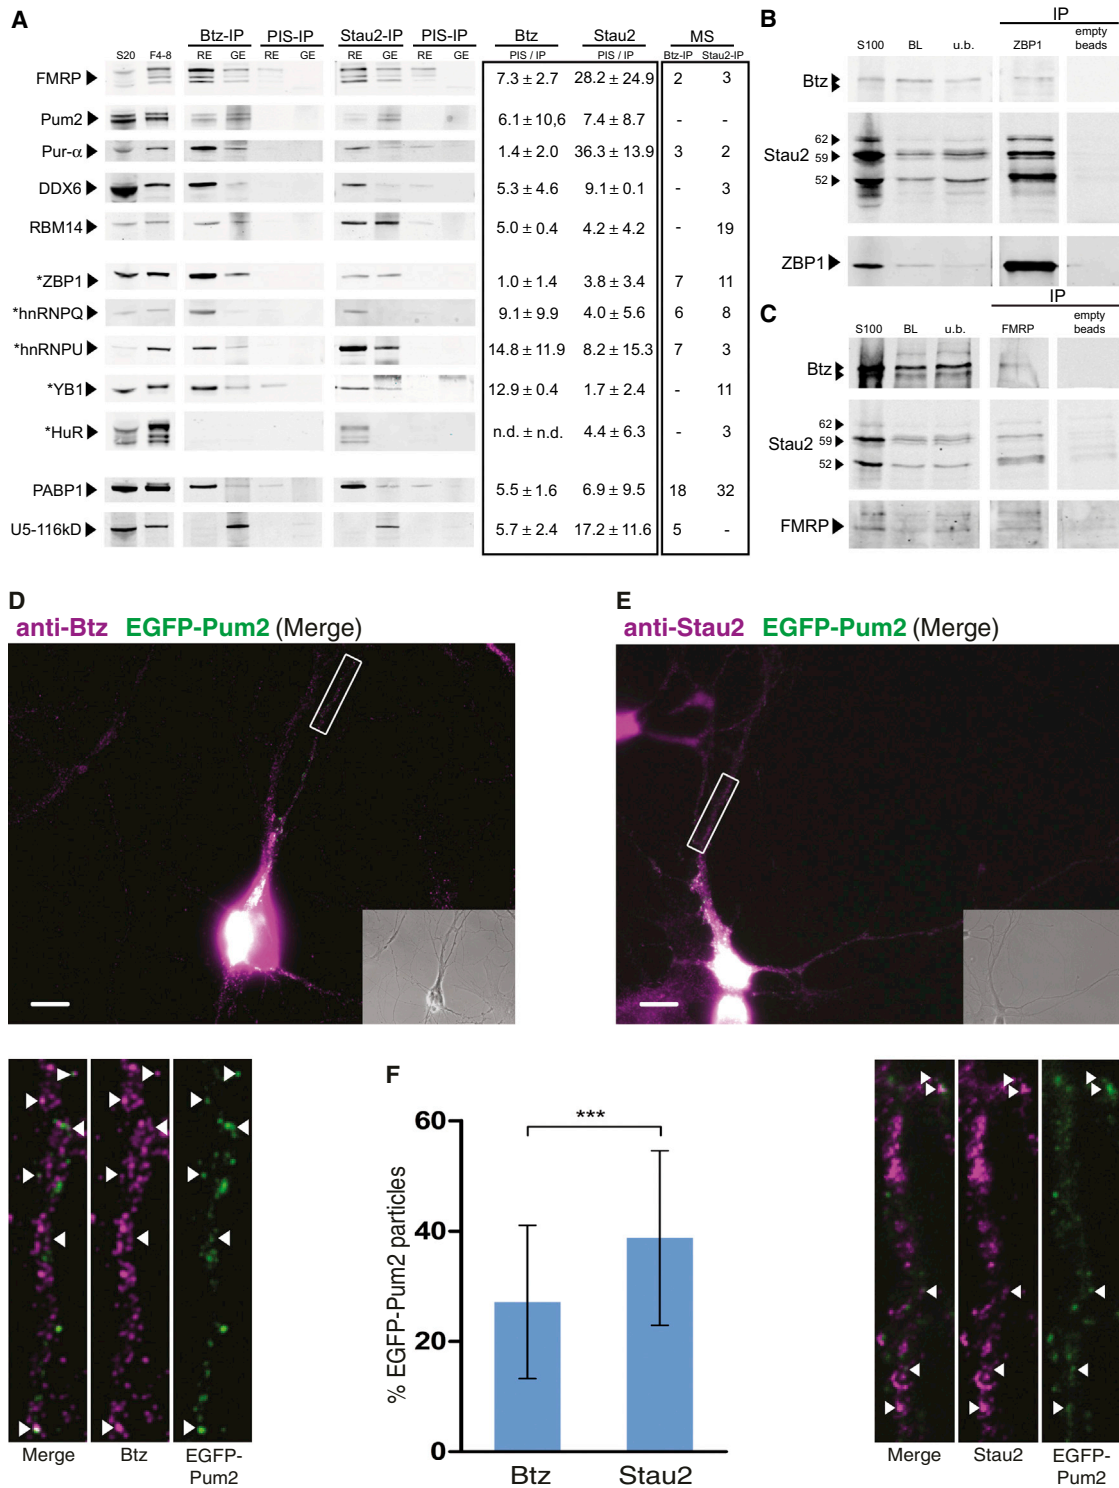 A
Btz-IP PIS-IP Stau2-IP PIS-IP Btz Stau2 MS
S20 F4-8 RE GE RE GE RE GE RE GE PIS / IP PIS / IP Btz-IP Stau2-IP
FMRP 7.3 ± 2.7 28.2 ± 24.9 2 3
Pum2 6.1 ± 10,6 7.4 ± 8.7 - -
Pur-α 1.4 ± 2.0 36.3 ± 13.9 3 2
DDX6 5.3 ± 4.6 9.1 ± 0.1 - 3
RBM14 5.0 ± 0.4 4.2 ± 4.2 - 19
*ZBP1 1.0 ± 1.4 3.8 ± 3.4 7 11
*hnRNPQ 9.1 ± 9.9 4.0 ± 5.6 6 8
*hnRNPU 14.8 ± 11.9 8.2 ± 15.3 7 3
*YB1 12.9 ± 0.4 1.7 ± 2.4 - 11
*HuR n.d. ± n.d. 4.4 ± 6.3 - 3
PABP1 5.5 ± 1.6 6.9 ± 9.5 18 32
U5-116kD 5.7 ± 2.4 17.2 ± 11.6 5 -
B
IP
S100 BL u.b. ZBP1 empty beads
Btz
Stau2
62
59
52
ZBP1
C
IP
S100 BL u.b. FMRP empty beads
Btz
Stau2
62
59
52
FMRP
D
anti-Btz EGFP-Pum2 (Merge)
E
anti-Stau2 EGFP-Pum2 (Merge)
Merge Btz EGFP-
Pum2
F
% EGFP-Pum2 particles
60
40
20
0
***
Btz Stau2
Merge Stau2 EGFP-
Pum2